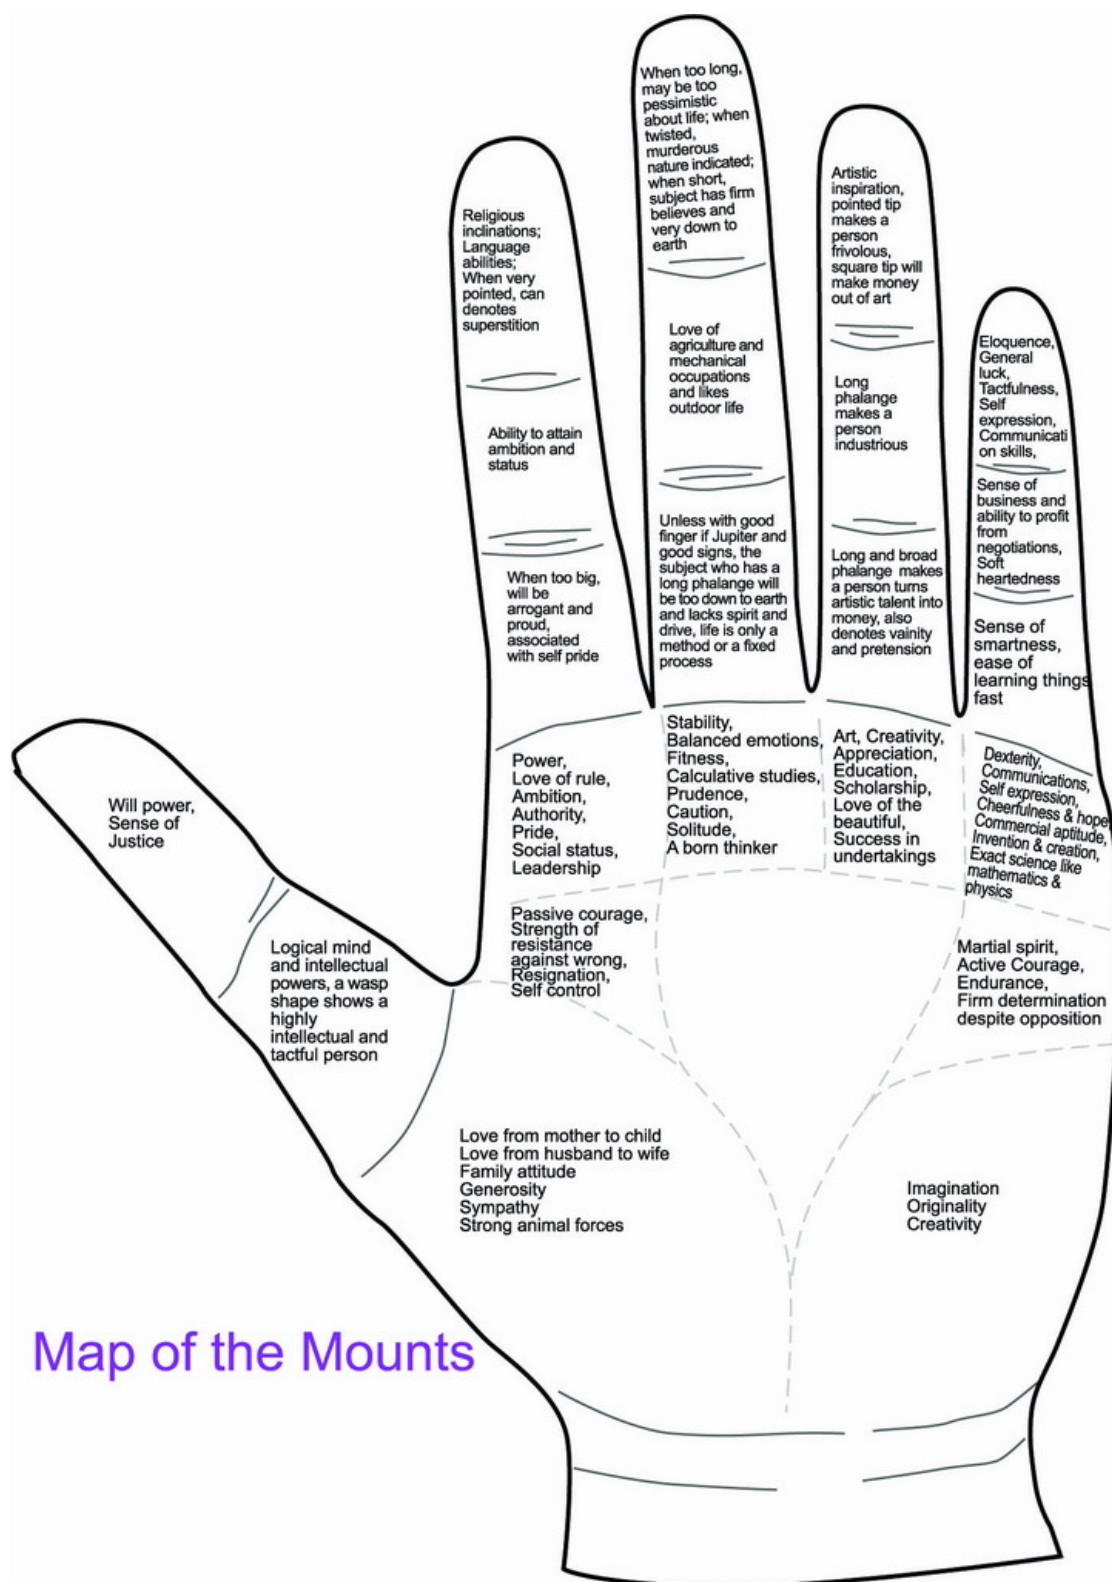 When too long,
may be too
pessimistic
about life; when
twisted,
murderous
nature indicated;
when short,
subject has firm
believes and
very down to
earth
Artistic
inspiration,
pointed tip
makes a
person
frivolous,
square tip will
make money
out of art
Religious
inclinations;
Language
abilities;
When very
pointed, can
denotes
superstition
Love of
agriculture and
mechanical
occupations
and likes
outdoor life
Long
phalange
makes a
person
industrious
Eloquence,
General
luck,
Tactfulness,
Self
expression,
Communicati
on skills,
Ability to attain
ambition and
status
Sense of
business and
ability to profit
from
negotiations,
Soft
heartedness
Unless with good
finger if Jupiter and
good signs, the
subject who has a
long phalange will
be too down to earth
and lacks spirit and
drive, life is only a
method or a fixed
process
Long and broad
phalange makes
a person turns
artistic talent into
money, also
denotes vainity
and pretension
When too big,
will be
arrogant and
proud,
associated
with self pride
Sense of
smartness,
ease of
learning things
fast
Power,
Love of rule,
Ambition,
Authority,
Pride,
Social status,
Leadership
Stability,
Balanced emotions,
Fitness,
Calculative studies,
Prudence,
Caution,
Solitude,
A born thinker
Art, Creativity,
Appreciation,
Education,
Scholarship,
Love of the
beautiful,
Success in
undertakings
Dexterity,
Communications,
Self expression,
Cheerfulness & hope,
Commercial aptitude,
Invention & creation,
Exact science like
mathematics &
physics
Will power,
Sense of
Justice
Passive courage,
Strength of
resistance
against wrong,
Resignation,
Self control
Logical mind
and intellectual
powers, a wasp
shape shows a
highly
intellectual and
tactful person
Martial spirit,
Active Courage,
Endurance,
Firm determination
despite opposition
Love from mother to child
Love from husband to wife
Family attitude
Generosity
Sympathy
Strong animal forces
Imagination
Originality
Creativity
Map of the Mounts